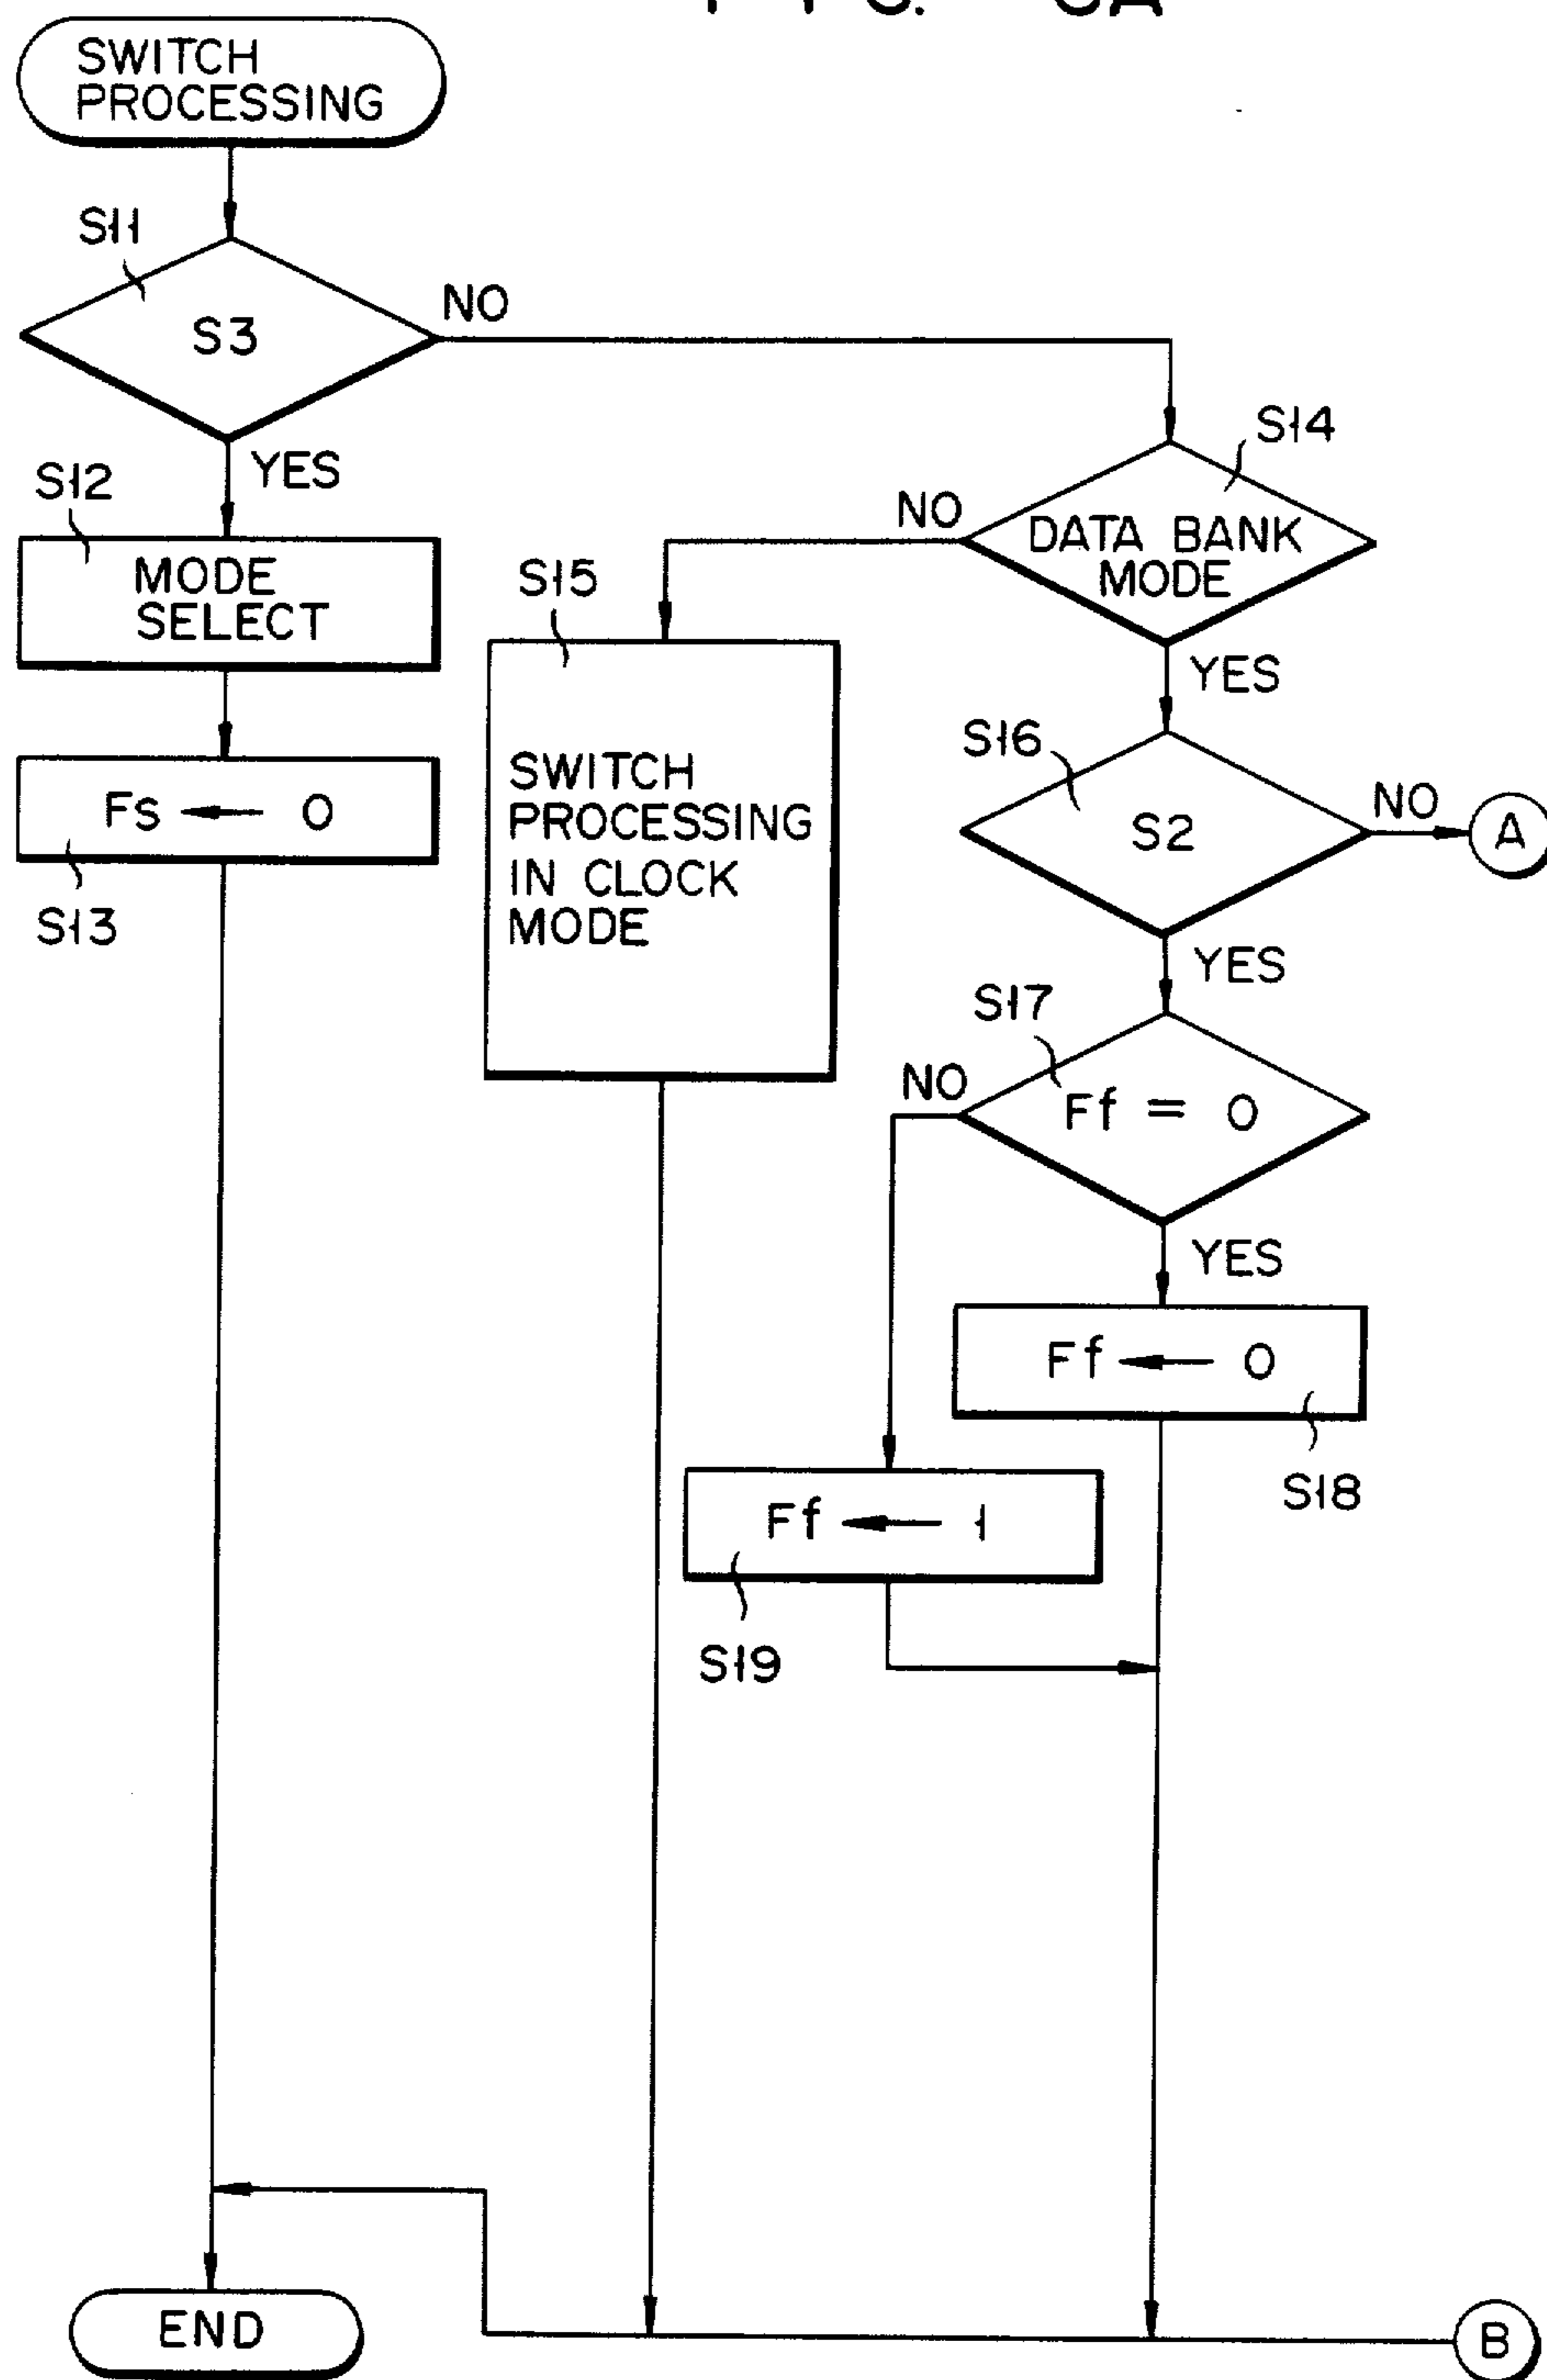 SWITCH
PROCESSING
S11
S3
NO
YES
S12
MODE
SELECT
Fs ← 0
S13
S14
DATA BANK
MODE
NO
YES
S15
SWITCH
PROCESSING
IN CLOCK
MODE
S16
S2
NO
A
YES
S17
Ff = 0
NO
YES
Ff ← 0
S18
Ff ← 1
S19
END
B